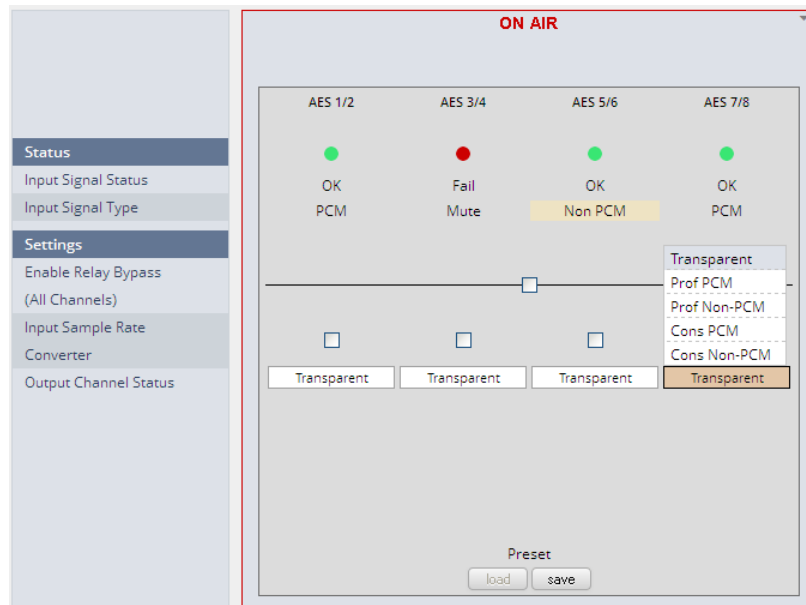 ON AIR
AES 1/2 AES 3/4 AES 5/6 AES 7/8
Status
Input Signal Status OK Fail OK OK
Input Signal Type PCM Mute Non PCM PCM
Settings
Transparent
Enable Relay Bypass Prof PCM
(All Channels) Prof Non-PCM
Input Sample Rate Cons PCM
Converter Cons Non-PCM
Output Channel Status Transparent Transparent Transparent Transparent
Preset
load save